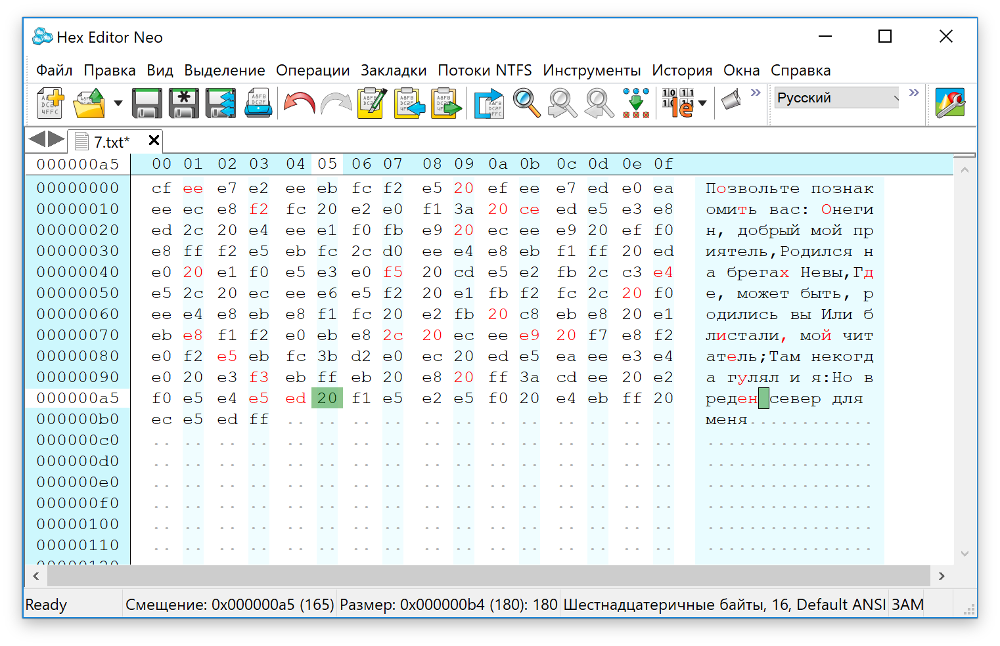 Hex Editor Neo
Файл Правка Вид Выделение Операции Закладки Потоки NTFS Инструменты История Окна Справка
Русский
7.txt*
000000a5 00 01 02 03 04 05 06 07 08 09 0a 0b 0c 0d 0e 0f
00000000 cf ee e7 e2 ee eb fc f2 e5 20 ef ee e7 ed e0 ea Позвольте познак
00000010 ee ec e8 f2 fc 20 e2 e0 f1 3a 20 ce ed e5 e3 e8 омить вас: Онеги
00000020 ed 2c 20 e4 ee e1 f0 fb e9 20 ec ee e9 20 ef f0 н, добрый мой пр
00000030 e8 ff f2 e5 eb fc 2c d0 ee e4 e8 eb f1 ff 20 ed иятель,Родился н
00000040 e0 20 e1 f0 e5 e3 e0 f5 20 cd e5 e2 fb 2c c3 e4 а брегах Невы,Гд
00000050 e5 2c 20 ec ee e6 e5 f2 20 e1 fb f2 fc 2c 20 f0 е, может быть, р
00000060 ee e4 e8 eb e8 f1 fc 20 e2 fb 20 c8 eb e8 20 e1 одились вы Или б
00000070 eb e8 f1 f2 e0 eb e8 2c 20 ec ee e9 20 f7 e8 f2 листали, мой чит
00000080 e0 f2 e5 eb fc 3b d2 e0 ec 20 ed e5 ea ee e3 e4 атель;Там некогд
00000090 e0 20 e3 f3 eb ff eb 20 e8 20 ff 3a cd ee 20 e2 а гулял и я:Но в
000000a5 f0 e5 e4 e5 ed 20 f1 e5 e2 e5 f0 20 e4 eb ff 20 реден север для
000000b0 ec e5 ed ff .. .. .. .. .. .. .. .. .. .. .. .. меня............
000000c0 .. .. .. .. .. .. .. .. .. .. .. .. .. .. .. .. ................
000000d0 .. .. .. .. .. .. .. .. .. .. .. .. .. .. .. .. ................
000000e0 .. .. .. .. .. .. .. .. .. .. .. .. .. .. .. .. ................
000000f0 .. .. .. .. .. .. .. .. .. .. .. .. .. .. .. .. ................
00000100 .. .. .. .. .. .. .. .. .. .. .. .. .. .. .. .. ................
00000110 .. .. .. .. .. .. .. .. .. .. .. .. .. .. .. .. ................
Ready Смещение: 0x000000a5 (165) Размер: 0x000000b4 (180): 180 Шестнадцатеричные байты, 16, Default ANSI ЗАМ